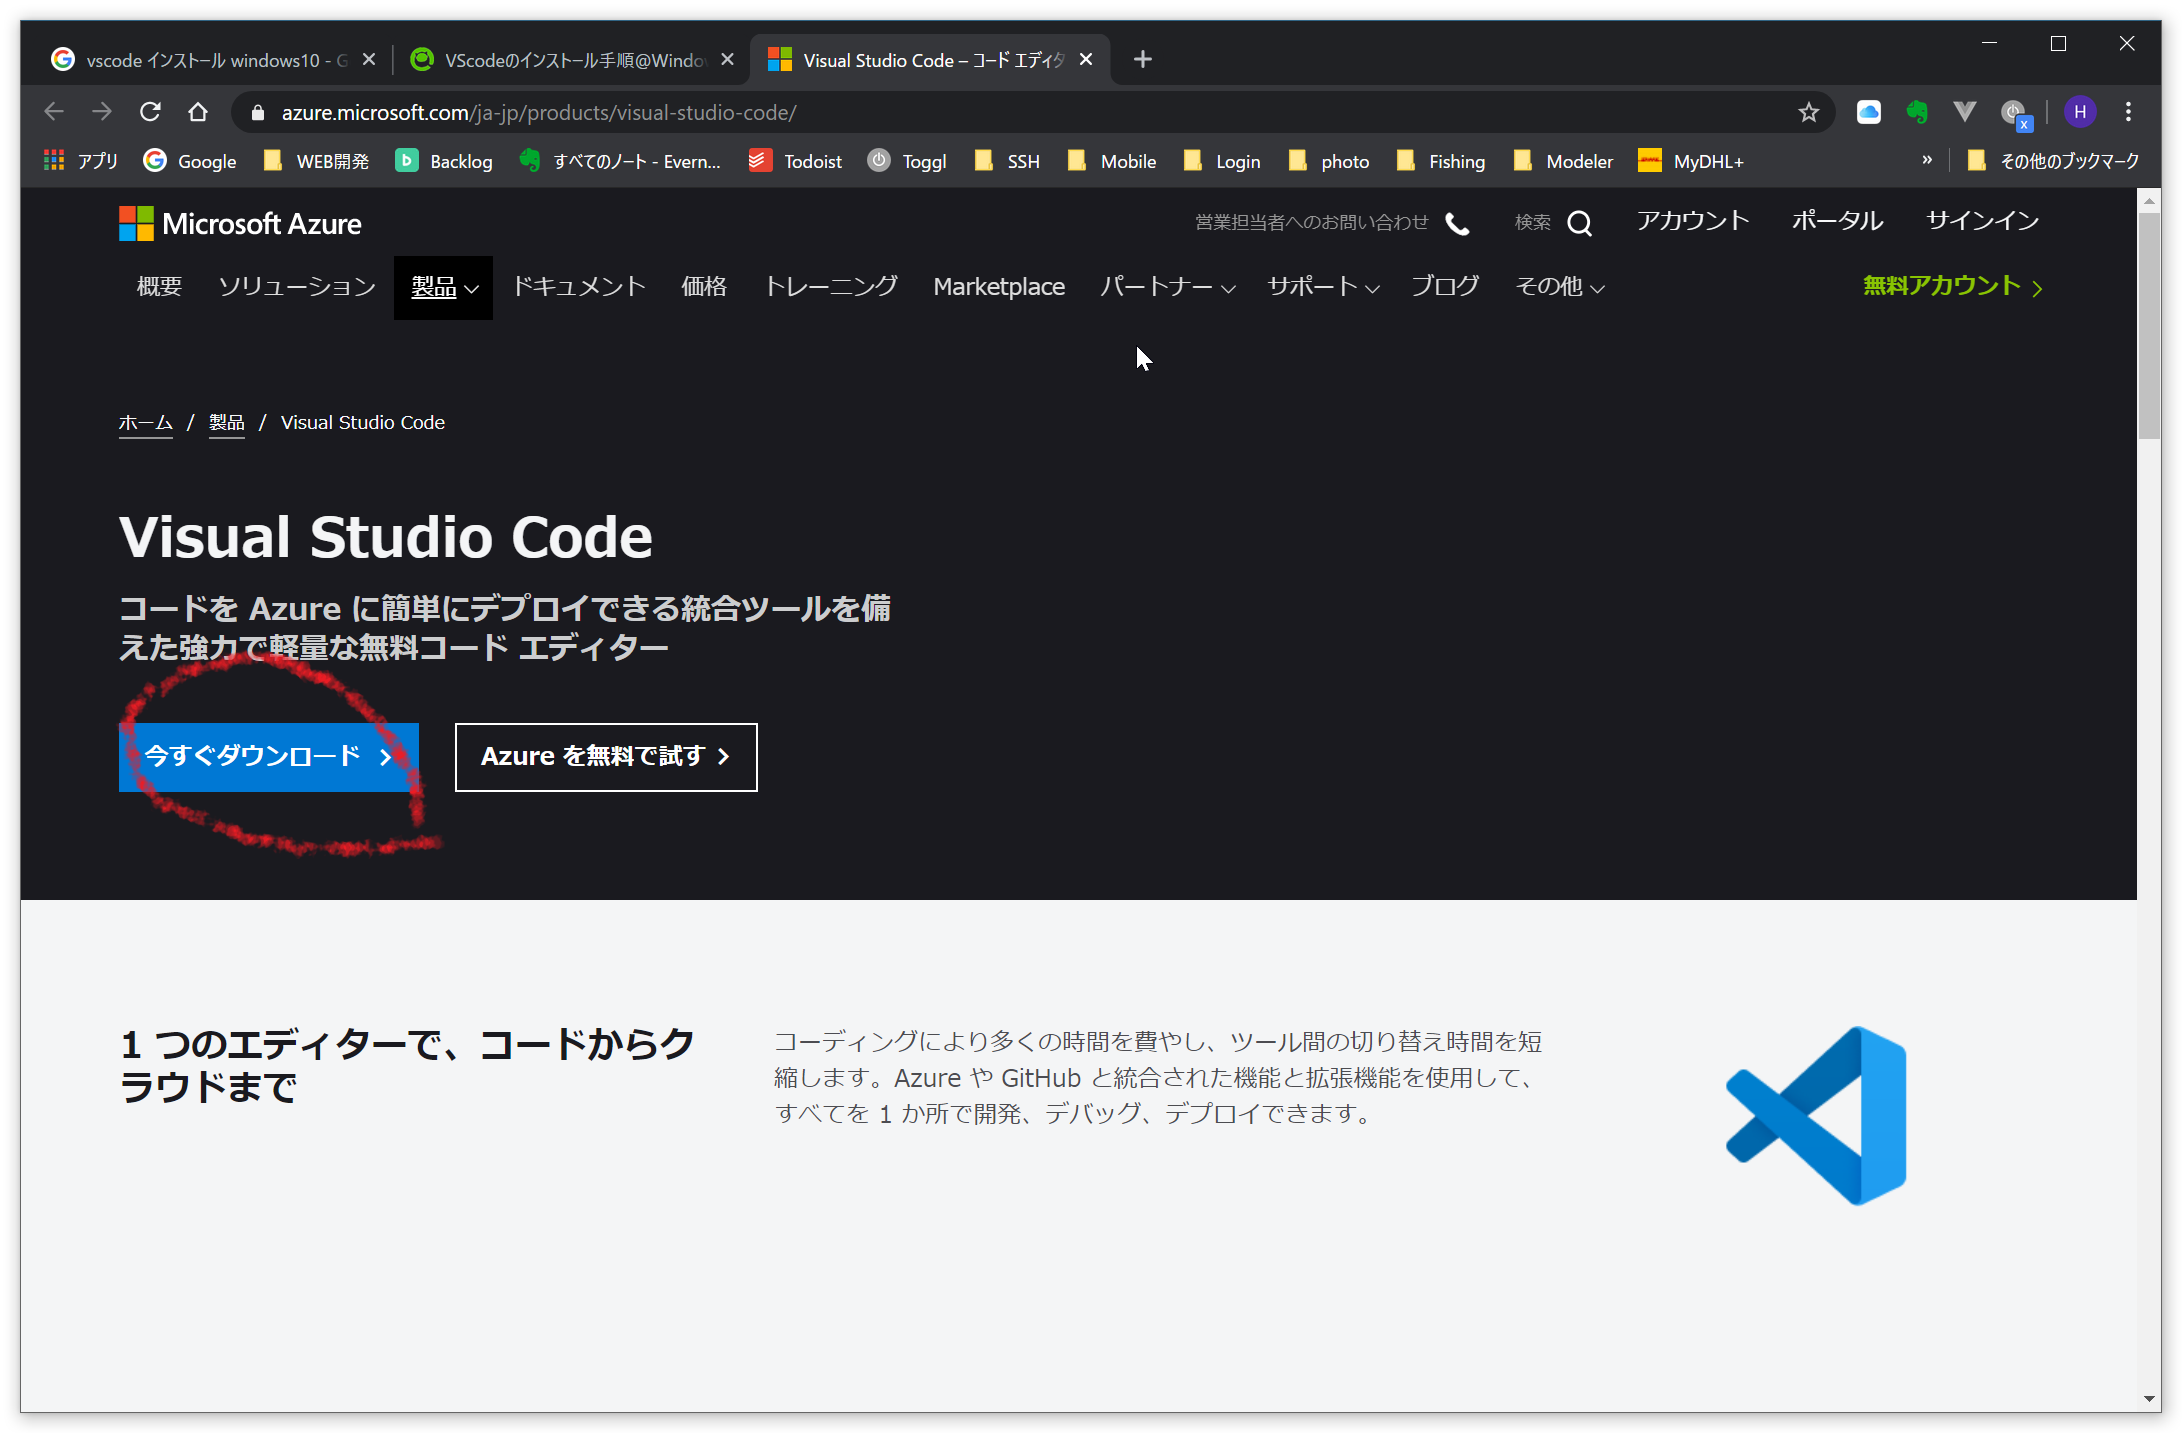 vscode インストール windows10 - G
VScodeのインストール手順@Windo
Visual Studio Code – コード エディタ
azure.microsoft.com/ja-jp/products/visual-studio-code/
H
アプリ
Google
WEB開発
Backlog
すべてのノート - Evern...
Todoist
Toggl
SSH
Mobile
Login
photo
Fishing
Modeler
MyDHL+
»
その他のブックマーク
Microsoft Azure
営業担当者へのお問い合わせ
検索
アカウント
ポータル
サインイン
概要
ソリューション
製品
ドキュメント
価格
トレーニング
Marketplace
パートナー
サポート
ブログ
その他
無料アカウント
ホーム / 製品 / Visual Studio Code
Visual Studio Code
コードを Azure に簡単にデプロイできる統合ツールを備
えた強力で軽量な無料コード エディター
今すぐダウンロード
Azure を無料で試す
1 つのエディターで、コードからク
ラウドまで
コーディングにより多くの時間を費やし、ツール間の切り替え時間を短
縮します。Azure や GitHub と統合された機能と拡張機能を使用して、
すべてを 1 か所で開発、デバッグ、デプロイできます。